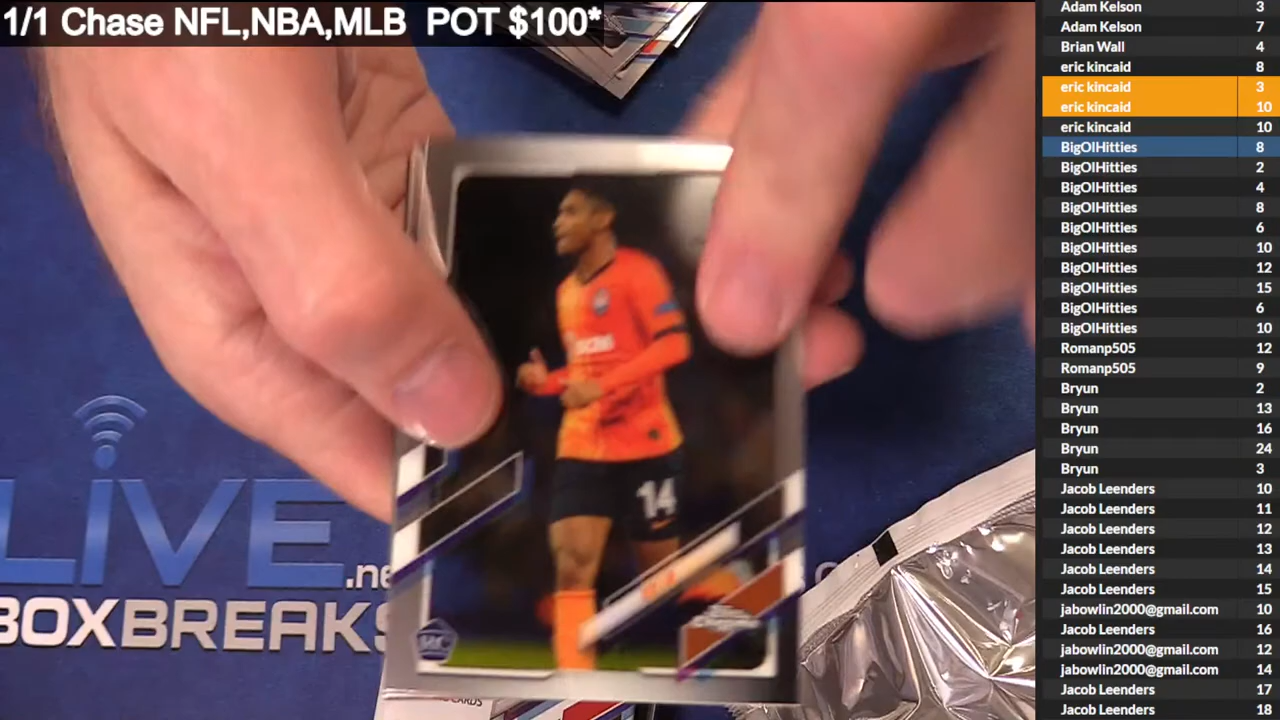 1/1 Chase NFL,NBA,MLB POT $100*
Adam Kelson 3
Adam Kelson 7
Brian Wall 4
eric kincaid 8
eric kincaid 3
eric kincaid 10
eric kincaid 10
BigOlHitties 8
BigOlHitties 2
BigOlHitties 4
BigOlHitties 8
BigOlHitties 6
BigOlHitties 10
BigOlHitties 12
BigOlHitties 15
BigOlHitties 6
BigOlHitties 10
Romanp505 12
Romanp505 9
Bryun 2
Bryun 13
Bryun 16
Bryun 24
Bryun 3
Jacob Leenders 10
Jacob Leenders 11
Jacob Leenders 12
Jacob Leenders 13
Jacob Leenders 14
Jacob Leenders 15
jabowlin2000@gmail.com 10
Jacob Leenders 16
jabowlin2000@gmail.com 12
jabowlin2000@gmail.com 14
Jacob Leenders 17
Jacob Leenders 18
14
LIVE.ne
BOXBREAKS
CARDS